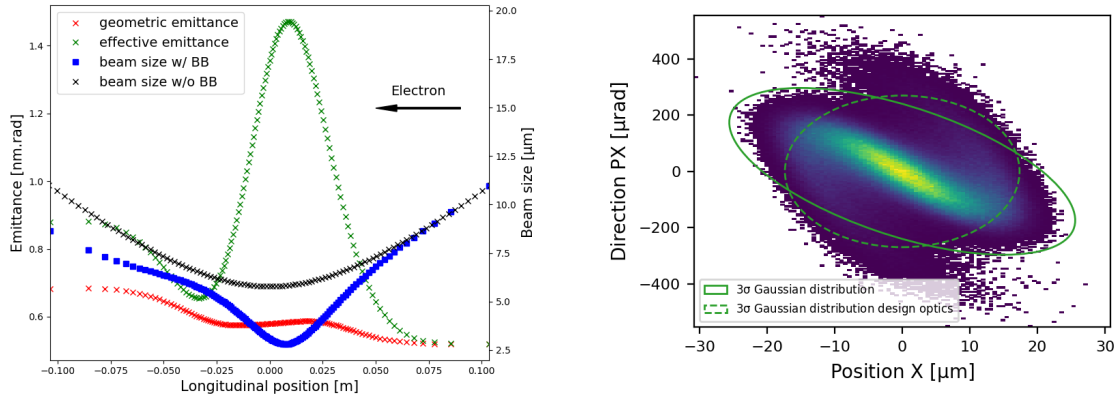 geometric emittance
effective emittance
beam size w/ BB
beam size w/o BB
Electron
Emittance [nm.rad]
1.4
1.2
1.0
0.8
0.6
Beam size [μm]
20.0
17.5
15.0
12.5
10.0
7.5
5.0
2.5
−0.100
−0.075
−0.050
−0.025
0.000
0.025
0.050
0.075
0.100
Longitudinal position [m]
Direction PX [μrad]
400
200
0
−200
−400
3σ Gaussian distribution
3σ Gaussian distribution design optics
−30
−20
−10
0
10
20
30
Position X [μm]